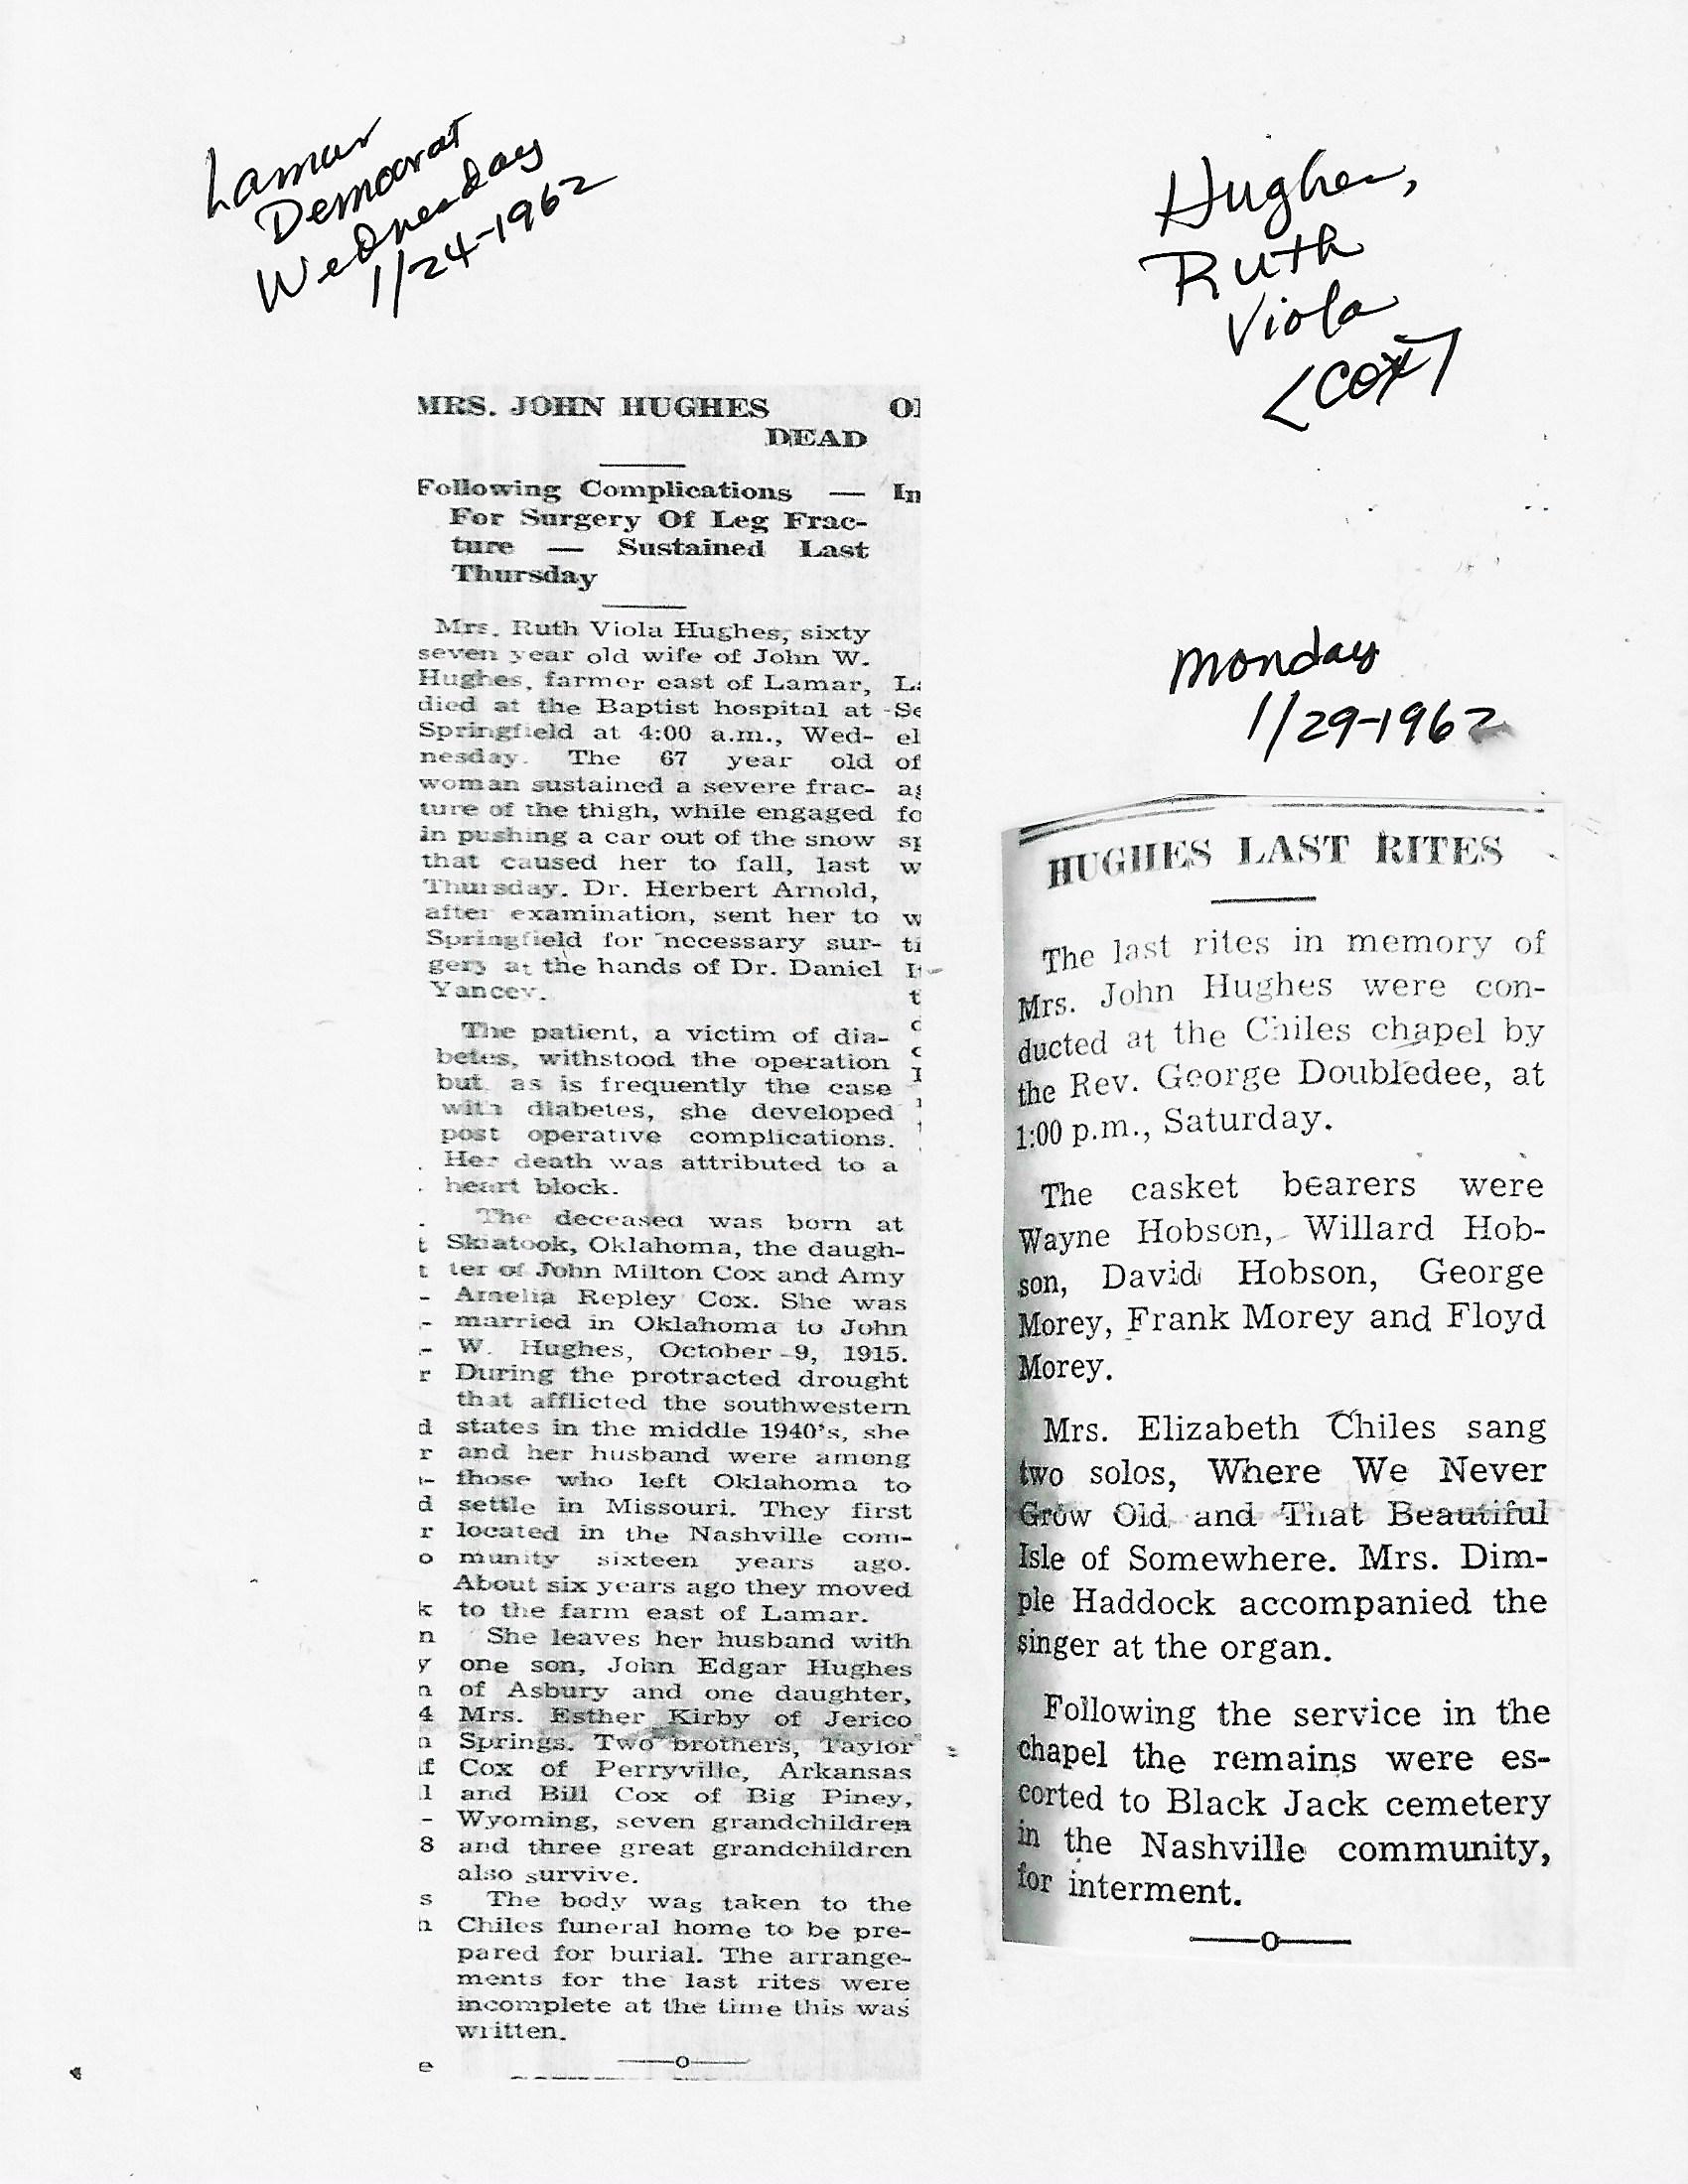 Lamar
Democrat
Wednesday
1/24-1962
Hughes,
Ruth
Viola
<COX>
MRS. JOHN HUGHES
DEAD
Following Complications —
For Surgery Of Leg Frac-
ture — Sustained Last
Thursday
Mrs. Ruth Viola Hughes, sixty
seven year old wife of John W.
Hughes, farmer east of Lamar,
died at the Baptist hospital at
Springfield at 4:00 a.m., Wed-
nesday. The 67 year old
woman sustained a severe frac-
ture of the thigh, while engaged
in pushing a car out of the snow
that caused her to fall, last
Thursday. Dr. Herbert Arnold,
after examination, sent her to
Springfield for necessary sur-
gery at the hands of Dr. Daniel
Yancey.
The patient, a victim of dia-
betes, withstood the operation
but as is frequently the case
with diabetes, she developed
post operative complications.
Her death was attributed to a
heart block.
The deceased was born at
Skiatook, Oklahoma, the daugh-
ter of John Milton Cox and Amy
Amelia Repley Cox. She was
married in Oklahoma to John
W. Hughes, October 9, 1915.
During the protracted drought
that afflicted the southwestern
states in the middle 1940's, she
and her husband were among
those who left Oklahoma to
settle in Missouri. They first
located in the Nashville com-
munity sixteen years ago.
About six years ago they moved
to the farm east of Lamar.
She leaves her husband with
one son, John Edgar Hughes
of Asbury and one daughter,
Mrs. Esther Kirby of Jerico
Springs. Two brothers, Taylor
Cox of Perryville, Arkansas
and Bill Cox of Big Piney,
Wyoming, seven grandchildren
and three great grandchildren
also survive.
The body was taken to the
Chiles funeral home to be pre-
pared for burial. The arrange-
ments for the last rites were
incomplete at the time this was
written.
Monday
1/29-1962
HUGHES LAST RITES
The last rites in memory of
Mrs. John Hughes were con-
ducted at the Chiles chapel by
the Rev. George Doubledee, at
1:00 p.m., Saturday.
The casket bearers were
Wayne Hobson, Willard Hob-
son, David Hobson, George
Morey, Frank Morey and Floyd
Morey.
Mrs. Elizabeth Chiles sang
two solos, Where We Never
Grow Old and That Beautiful
Isle of Somewhere. Mrs. Dim-
ple Haddock accompanied the
singer at the organ.
Following the service in the
chapel the remains were es-
corted to Black Jack cemetery
in the Nashville community,
for interment.